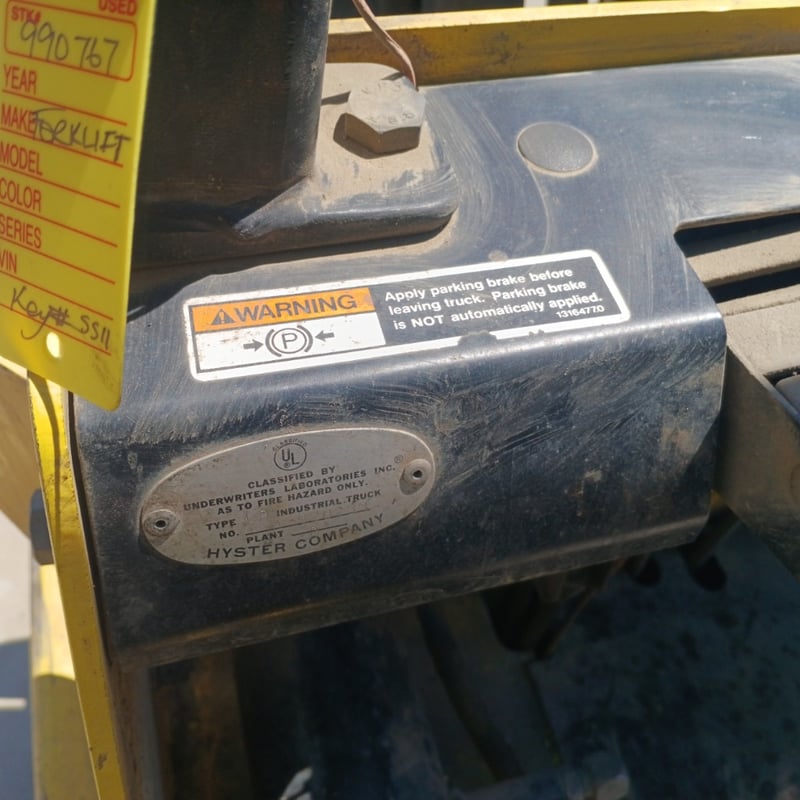 USED
STK#
990767
YEAR
MAKE FORKLIFT
MODEL
COLOR
SERIES
VIN
Key# SS11
WARNING
P
Apply parking brake before
leaving truck. Parking brake
is NOT automatically applied.
13164770
CLASSIFIED
UL
CLASSIFIED BY
UNDERWRITERS LABORATORIES INC.®
AS TO FIRE HAZARD ONLY.
TYPE INDUSTRIAL TRUCK
NO. PLANT
HYSTER COMPANY